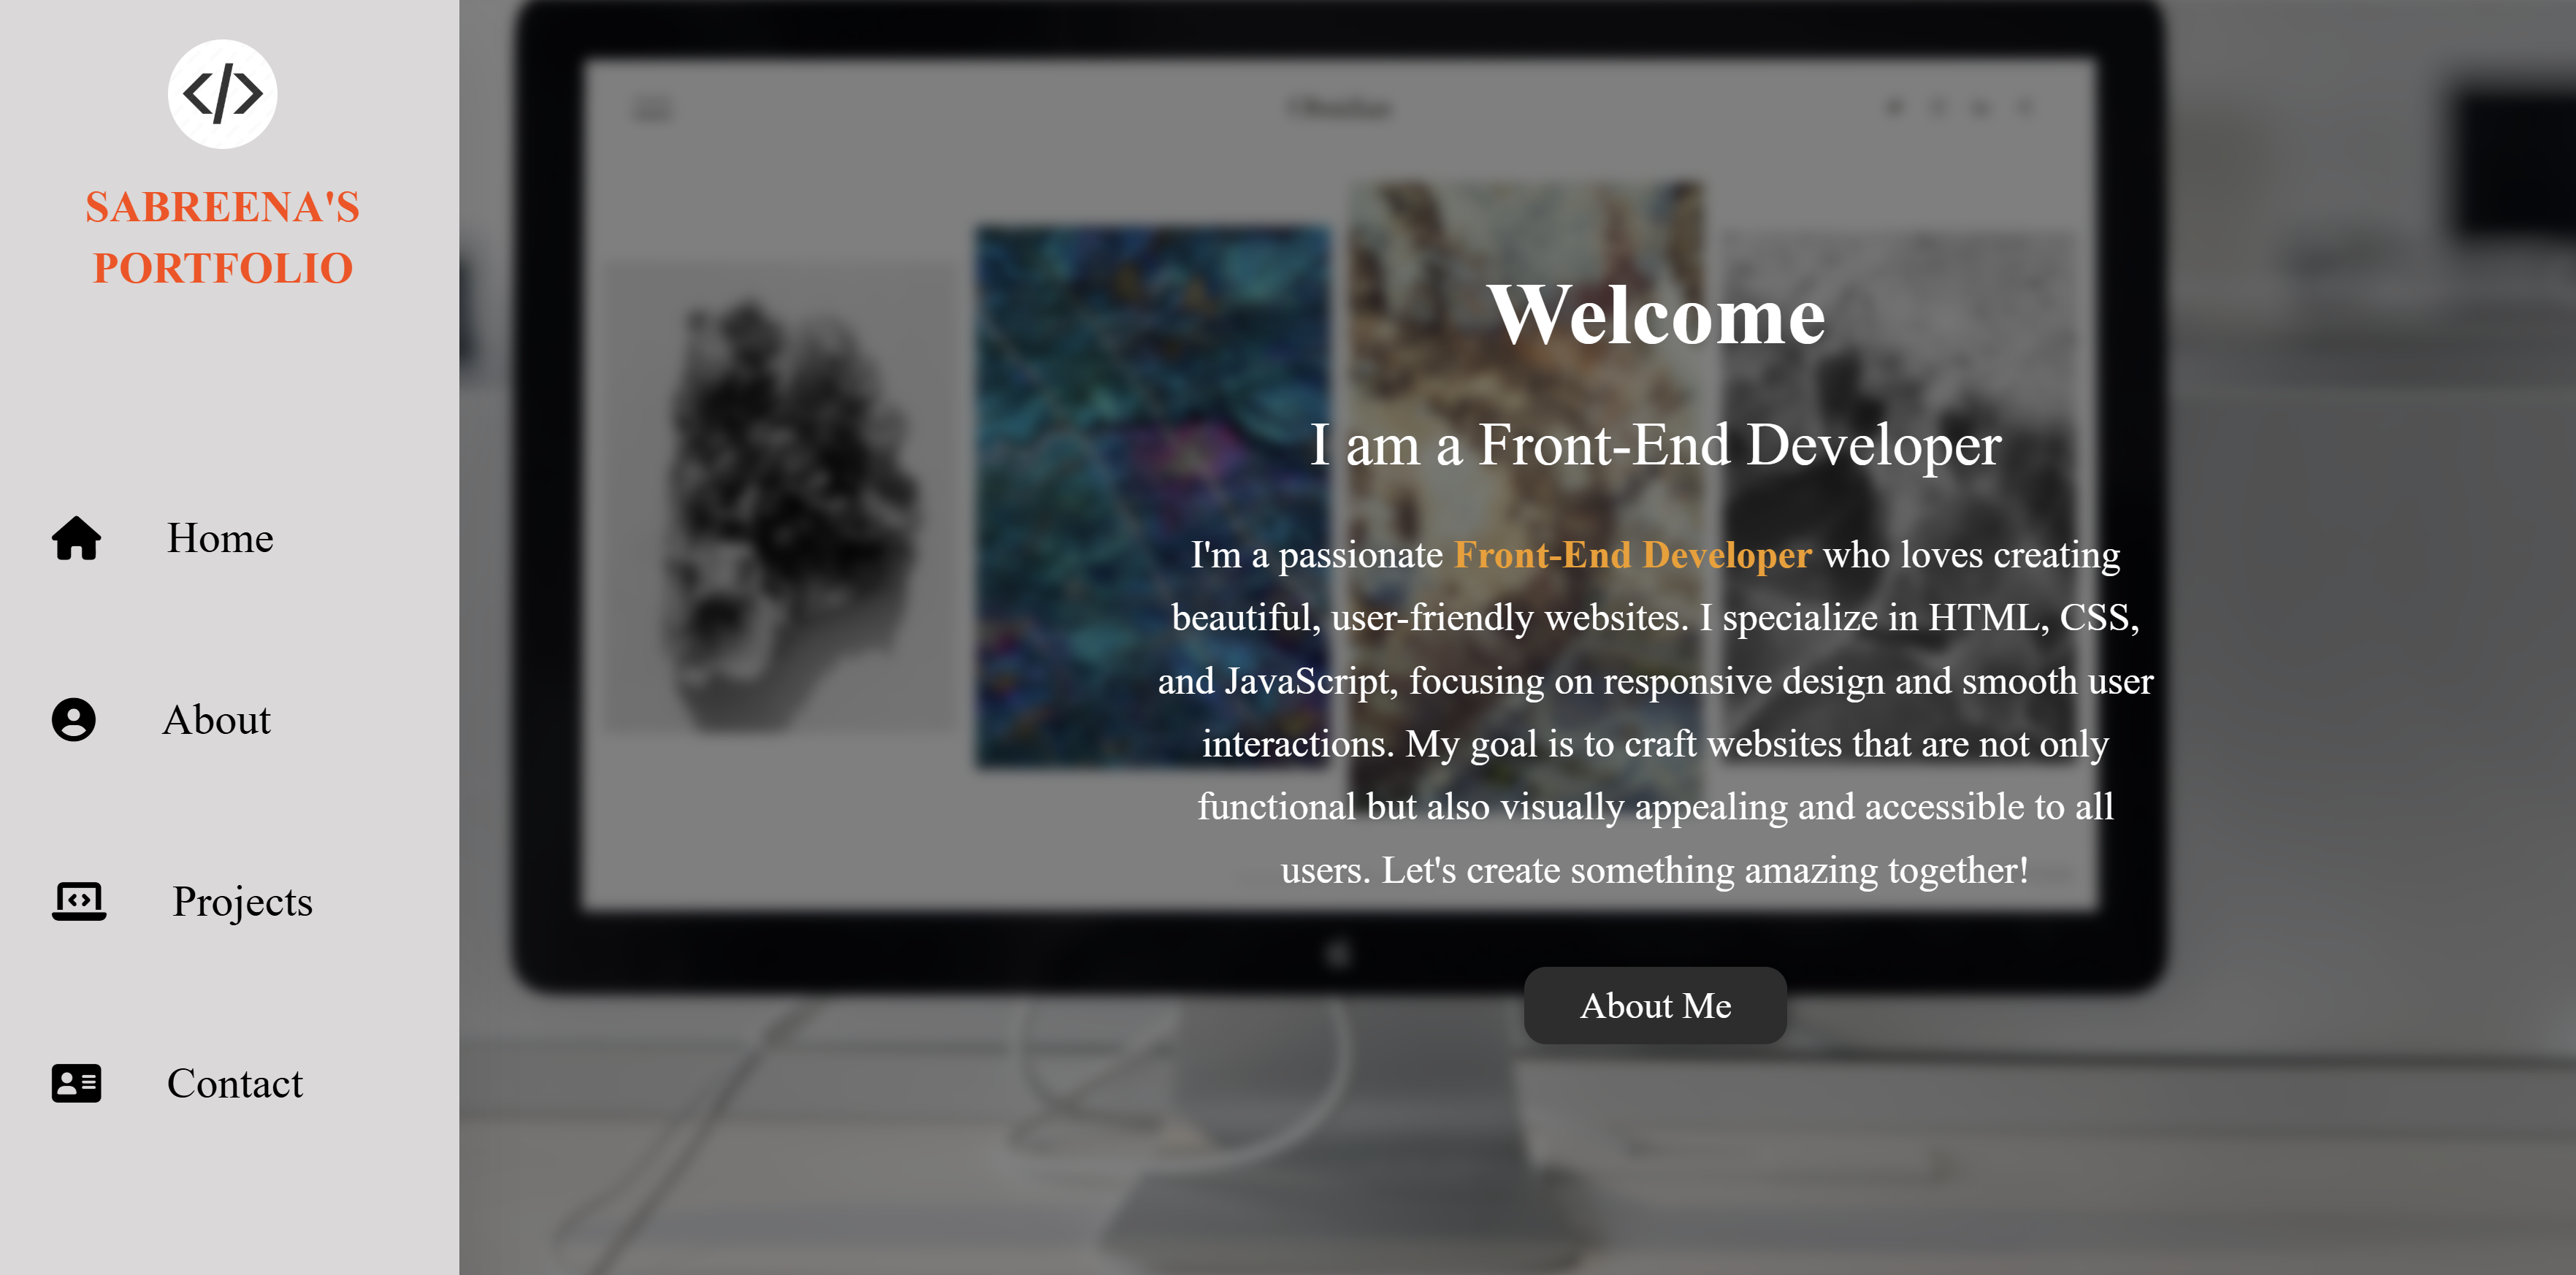 </>
SABREENA'S
PORTFOLIO
Home
About
Projects
Contact
Welcome
I am a Front-End Developer
I'm a passionate Front-End Developer who loves creating
beautiful, user-friendly websites. I specialize in HTML, CSS,
and JavaScript, focusing on responsive design and smooth user
interactions. My goal is to craft websites that are not only
functional but also visually appealing and accessible to all
users. Let's create something amazing together!
About Me